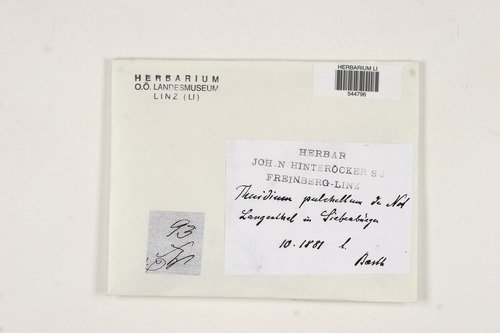 HERBARIUM
O.Ö. LANDESMUSEUM
LINZ (LI)
HERBARIUM LI
544796
HERBAR
JOH. N. HINTERÖCKER S J
FREINBERG-LINZ
Thuidium pulchellum De Not
Langenthal in Siebenbürgen
10. 1881 l.
Barth
93